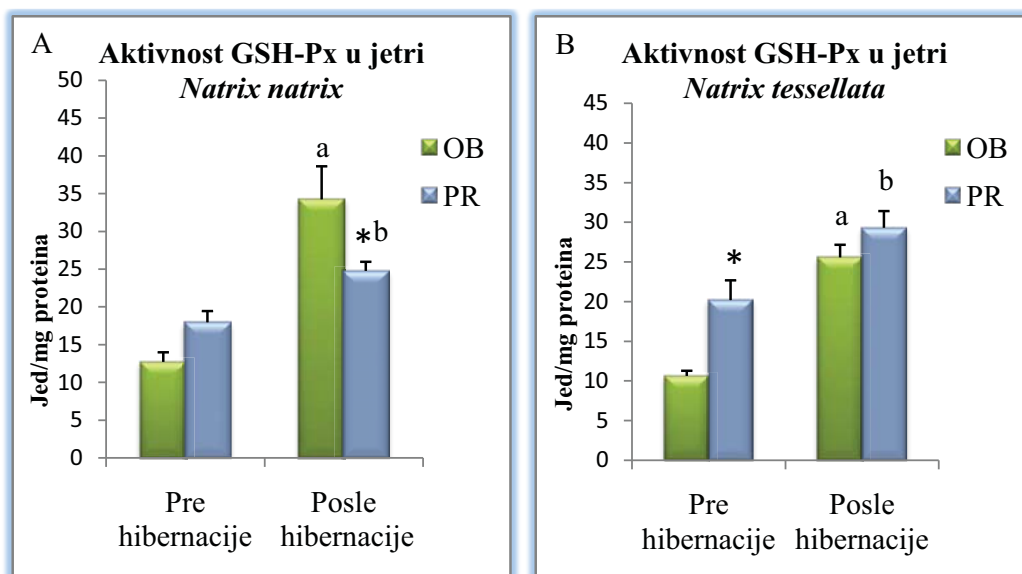 A
Aktivnost GSH-Px u jetri
Natrix natrix
Jed/mg proteina
50
45
40
35
30
25
20
15
10
5
0
a
*b
OB
PR
Pre
hibernacije
Posle
hibernacije
B
Aktivnost GSH-Px u jetri
Natrix tessellata
Jed/mg proteina
45
40
35
30
25
20
15
10
5
0
*
a
b
OB
PR
Pre
hibernacije
Posle
hibernacije